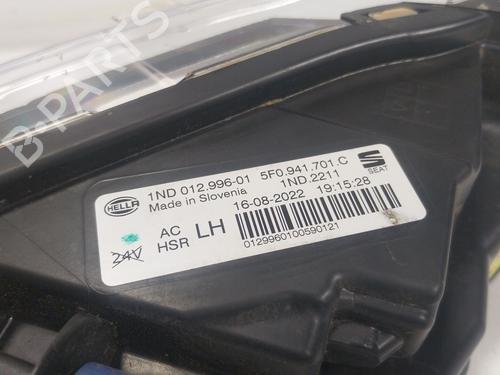 B-PARTS
HELLA
1ND 012.996-01 5F0.941.701.C
Made in Slovenia 1ND.2211
SEAT
16-08-2022 19:15:28
24V
AC
HSR LH
0129960100590121